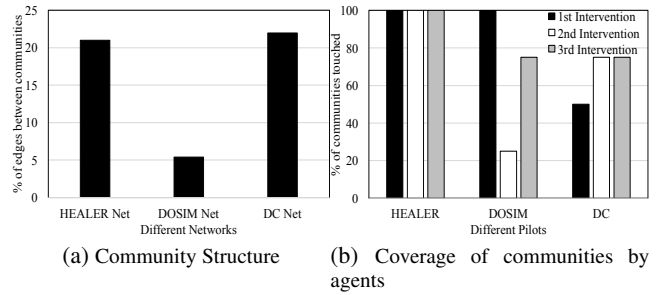 % of edges between communities
25
20
15
10
5
0
HEALER Net DOSIM Net DC Net
Different Networks
(a) Community Structure
% of communities touched
100
80
60
40
20
0
1st Intervention
2nd Intervention
3rd Intervention
HEALER DOSIM DC
Different Pilots
(b) Coverage of communities by
agents